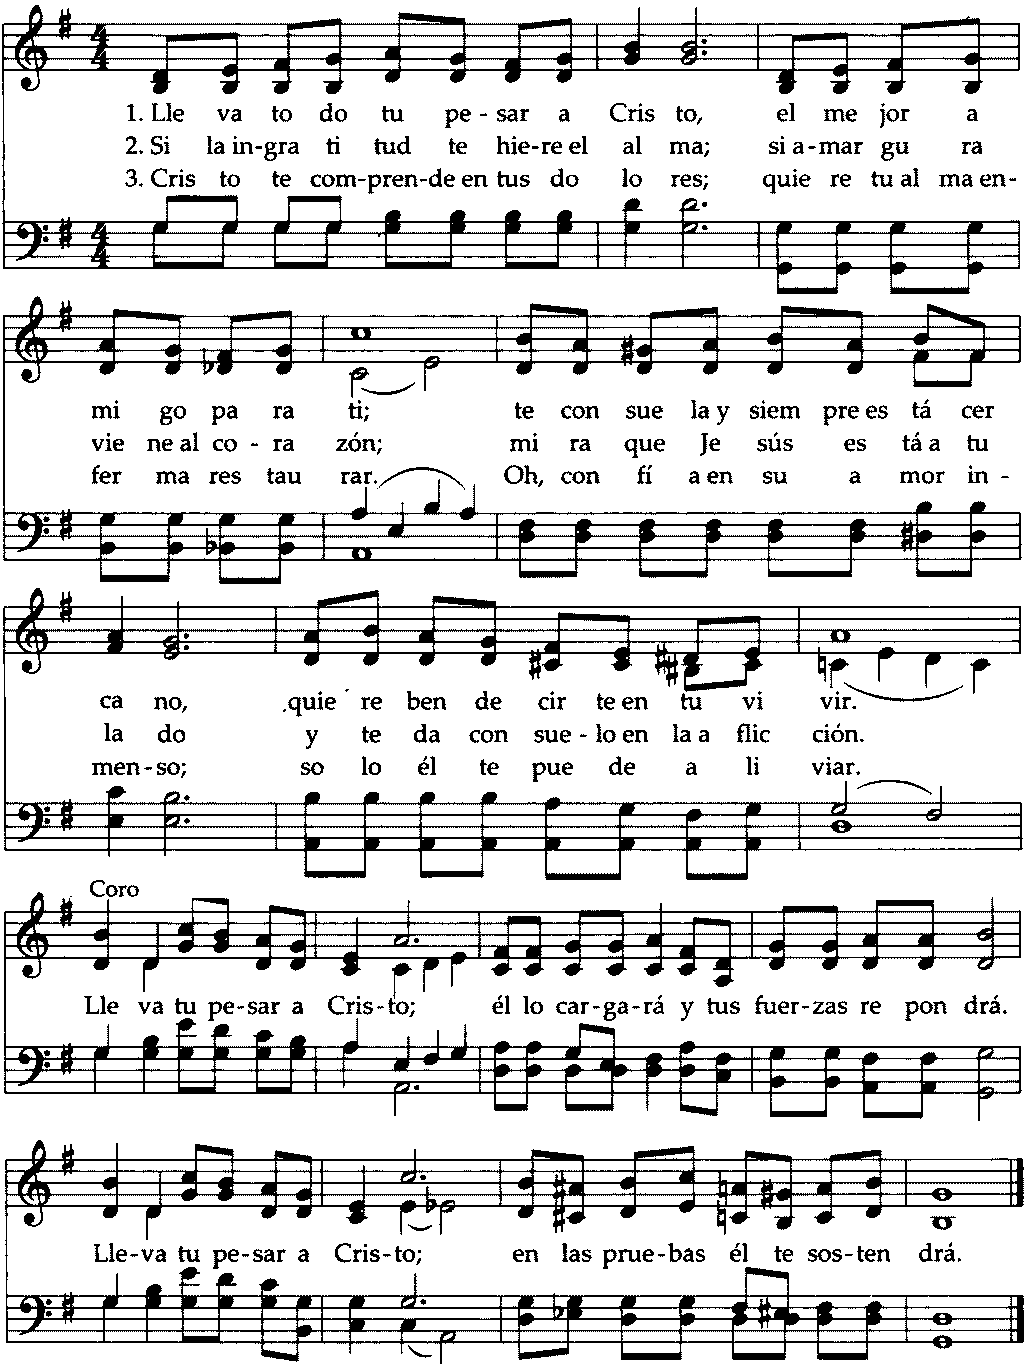 1. Lle va to do tu pe - sar a Cris to, el me jor a
2. Si la in-gra ti tud te hie-re el al ma; si a-mar gu ra
3. Cris to te com-pren-de en tus do lo res; quie re tu al ma en-
mi go pa ra ti; te con sue la y siem pre es tá cer
vie ne al co - ra zón; mi ra que Je sús es tá a tu
fer ma res tau rar. Oh, con fí a en su a mor in -
ca no, quie re ben de cir te en tu vi vir.
la do y te da con sue - lo en la a flic ción.
men-so; so lo él te pue de a li viar.
Coro
Lle va tu pe-sar a Cris-to; él lo car-ga-rá y tus fuer-zas re pon drá.
Lle-va tu pe-sar a Cris-to; en las prue-bas él te sos-ten drá.